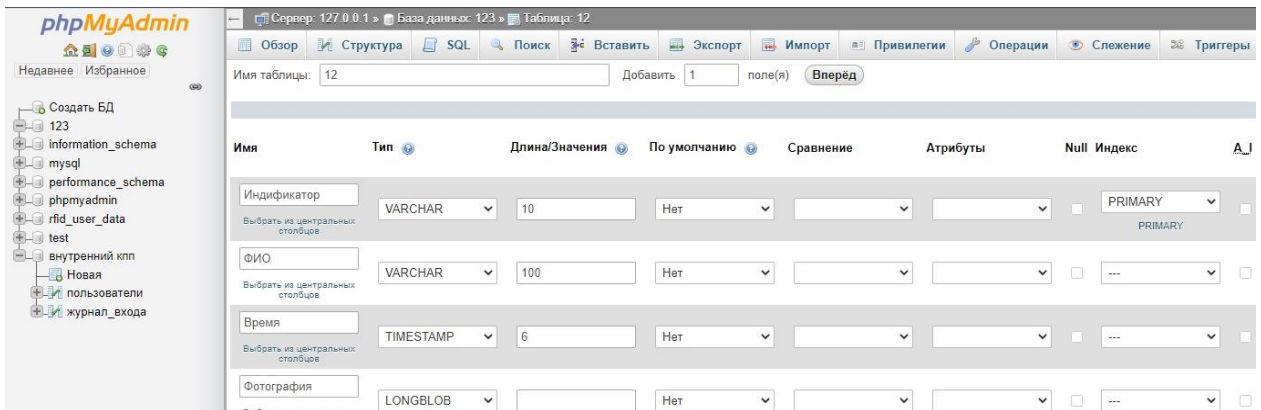 phpMyAdmin
Недавнее Избранное
Создать БД
123
information_schema
mysql
performance_schema
phpmyadmin
rfid_user_data
test
внутренний кпп
Новая
пользователи
журнал_входа
← Сервер: 127.0.0.1 » База данных: 123 » Таблица: 12
Обзор Структура SQL Поиск Вставить Экспорт Импорт Привилегии Операции Слежение Триггеры
Имя таблицы: 12 Добавить 1 поле(я) Вперёд
Имя Тип Длина/Значения По умолчанию Сравнение Атрибуты Null Индекс A_I
Индификатор VARCHAR 10 Нет PRIMARY
Выбрать из центральных столбцов PRIMARY
ФИО VARCHAR 100 Нет ---
Выбрать из центральных столбцов
Время TIMESTAMP 6 Нет ---
Выбрать из центральных столбцов
Фотография LONGBLOB Нет ---